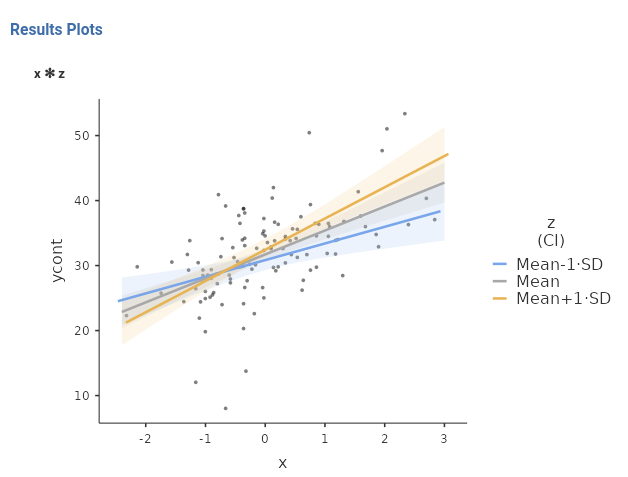 Results Plots
x ✻ z
50
40
30
20
10
ycont
-2
-1
0
1
2
3
x
z
(CI)
Mean-1·SD
Mean
Mean+1·SD